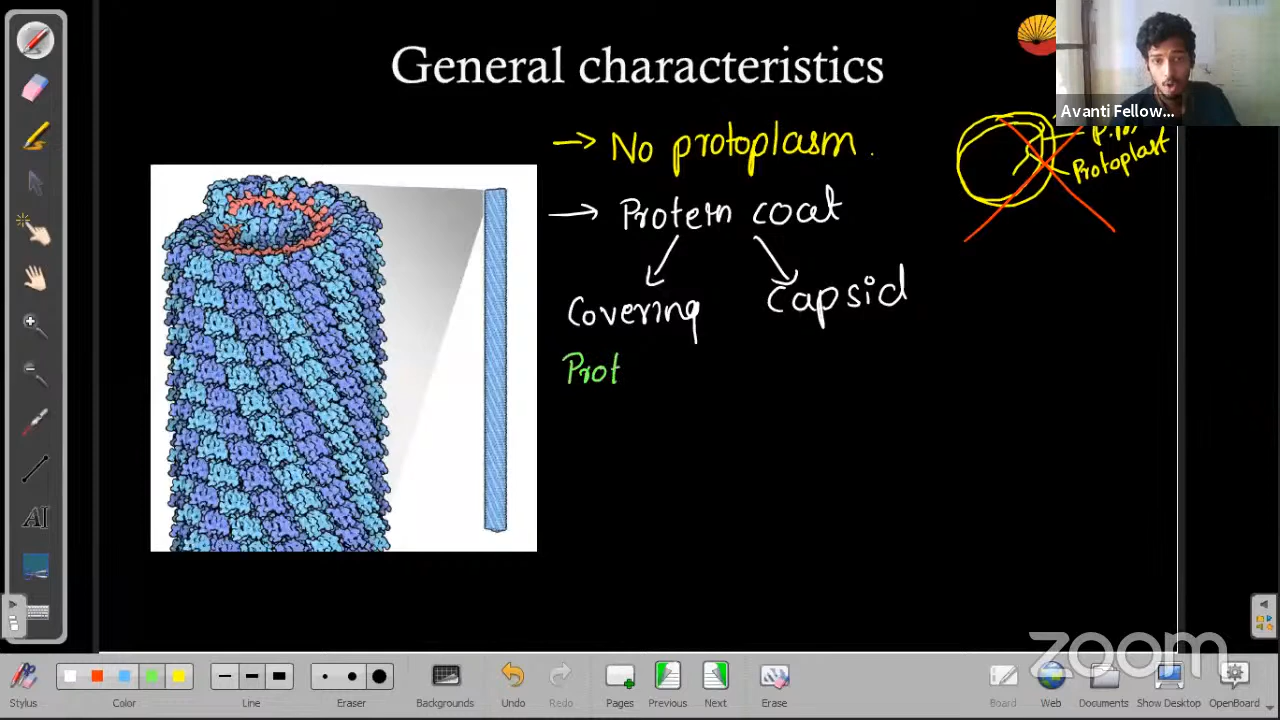 General characteristics
Avanti Fellow...
→ No protoplasm.
Protoplast
→ Protein coat
Covering
Capsid
Prot
AI
zoom
Stylus
Color
Line
Eraser
Backgrounds
Undo
Redo
Pages
Previous
Next
Erase
Board
Web
Documents
Show Desktop
OpenBoard